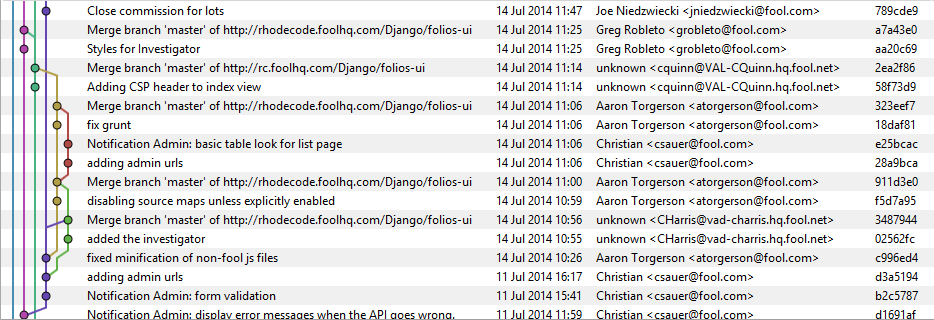 Close commission for lots 14 Jul 2014 11:47 Joe Niedzwiecki <jniedzwiecki@fool.com> 789cde9
Merge branch 'master' of http://rhodecode.foolhq.com/Django/folios-ui 14 Jul 2014 11:25 Greg Robleto <grobleto@fool.com> a7a43e0
Styles for Investigator 14 Jul 2014 11:25 Greg Robleto <grobleto@fool.com> aa20c69
Merge branch 'master' of http://rc.foolhq.com/Django/folios-ui 14 Jul 2014 11:14 unknown <cquinn@VAL-CQuinn.hq.fool.net> 2ea2f86
Adding CSP header to index view 14 Jul 2014 11:14 unknown <cquinn@VAL-CQuinn.hq.fool.net> 58f73d9
Merge branch 'master' of http://rhodecode.foolhq.com/Django/folios-ui 14 Jul 2014 11:06 Aaron Torgerson <atorgerson@fool.com> 323eef7
fix grunt 14 Jul 2014 11:06 Aaron Torgerson <atorgerson@fool.com> 18daf81
Notification Admin: basic table look for list page 14 Jul 2014 11:06 Christian <csauer@fool.com> e25bcac
adding admin urls 14 Jul 2014 11:06 Christian <csauer@fool.com> 28a9bca
Merge branch 'master' of http://rhodecode.foolhq.com/Django/folios-ui 14 Jul 2014 11:00 Aaron Torgerson <atorgerson@fool.com> 911d3e0
disabling source maps unless explicitly enabled 14 Jul 2014 10:59 Aaron Torgerson <atorgerson@fool.com> f5d7a95
Merge branch 'master' of http://rhodecode.foolhq.com/Django/folios-ui 14 Jul 2014 10:56 unknown <CHarris@vad-charris.hq.fool.net> 3487944
added the investigator 14 Jul 2014 10:55 unknown <CHarris@vad-charris.hq.fool.net> 02562fc
fixed minification of non-fool js files 14 Jul 2014 10:26 Aaron Torgerson <atorgerson@fool.com> c996ed4
adding admin urls 11 Jul 2014 16:17 Christian <csauer@fool.com> d3a5194
Notification Admin: form validation 11 Jul 2014 15:41 Christian <csauer@fool.com> b2c5787
Notification Admin: display error messages when the API goes wrong. 11 Jul 2014 11:59 Christian <csauer@fool.com> d1691af